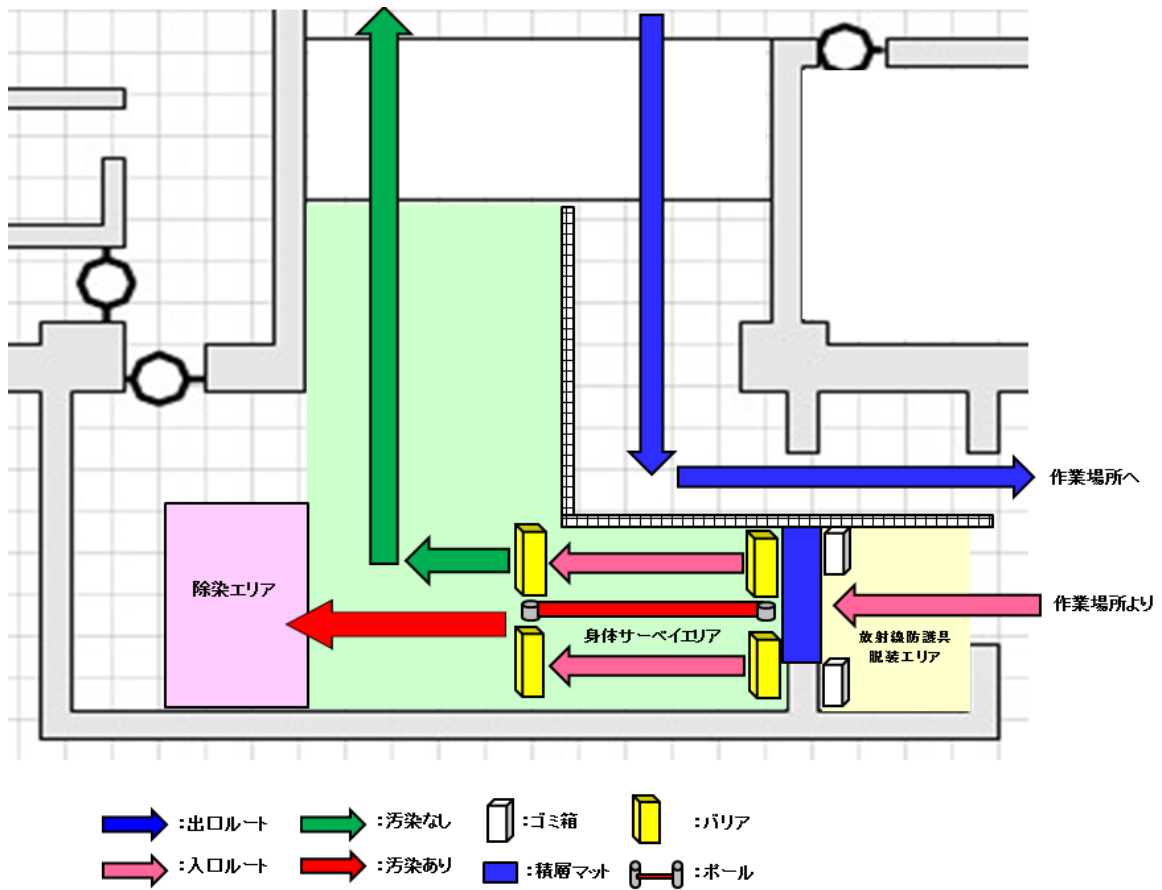 作業場所へ
除染エリア
作業場所より
身体サーベイエリア
放射線防護具
脱装エリア
:出口ルート
:汚染なし
:ゴミ箱
:バリア
:入口ルート
:汚染あり
:積層マット
:ポール